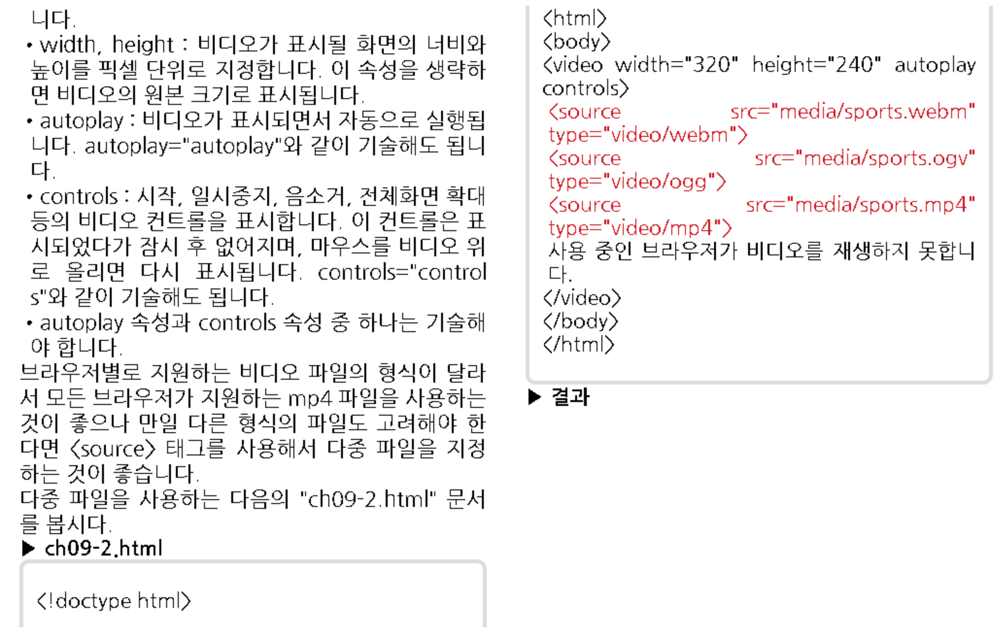 니다.
• width, height : 비디오가 표시될 화면의 너비와
높이를 픽셀 단위로 지정합니다. 이 속성을 생략하
면 비디오의 원본 크기로 표시됩니다.
• autoplay : 비디오가 표시되면서 자동으로 실행됩
니다. autoplay="autoplay"와 같이 기술해도 됩니
다.
• controls : 시작, 일시중지, 음소거, 전체화면 확대
등의 비디오 컨트롤을 표시합니다. 이 컨트롤은 표
시되었다가 잠시 후 없어지며, 마우스를 비디오 위
로 올리면 다시 표시됩니다. controls="control
s"와 같이 기술해도 됩니다.
• autoplay 속성과 controls 속성 중 하나는 기술해
야 합니다.
브라우저별로 지원하는 비디오 파일의 형식이 달라
서 모든 브라우저가 지원하는 mp4 파일을 사용하는
것이 좋으나 만일 다른 형식의 파일도 고려해야 한
다면 〈source〉 태그를 사용해서 다중 파일을 지정
하는 것이 좋습니다.
다중 파일을 사용하는 다음의 "ch09-2.html" 문서
를 봅시다.
▶ ch09-2.html
〈!doctype html〉
〈html〉
〈body〉
〈video width="320" height="240" autoplay
controls〉
〈source src="media/sports.webm"
type="video/webm"〉
〈source src="media/sports.ogv"
type="video/ogg"〉
〈source src="media/sports.mp4"
type="video/mp4"〉
사용 중인 브라우저가 비디오를 재생하지 못합니
다.
〈/video〉
〈/body〉
〈/html〉
▶ 결과